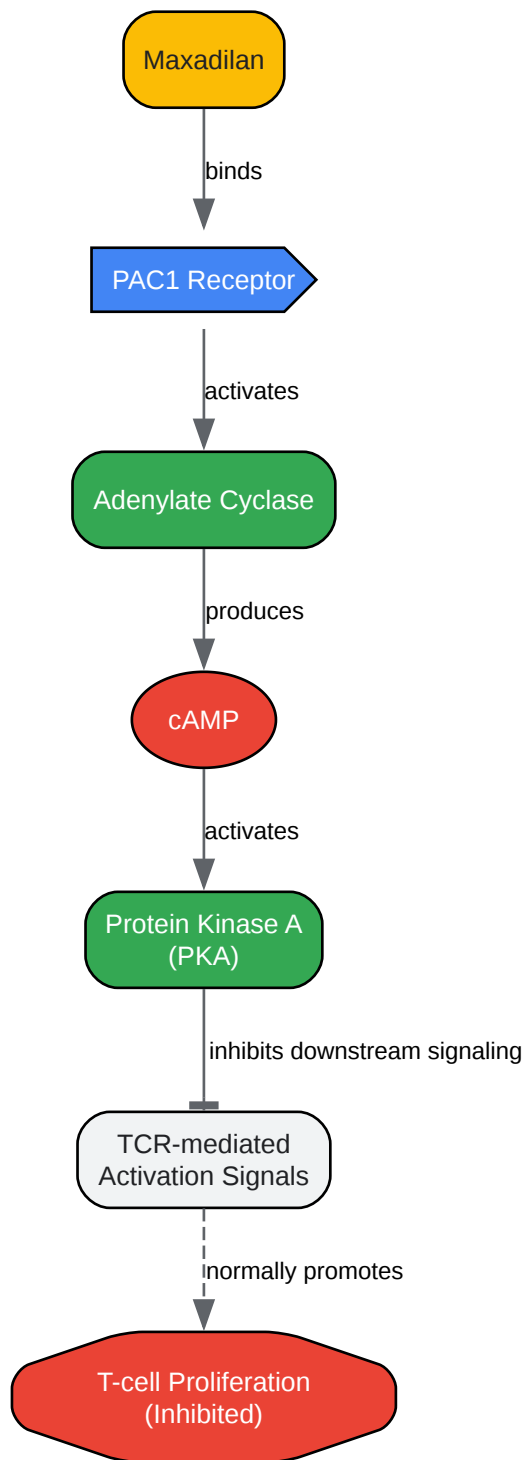 Maxadilan
binds
PAC1 Receptor
activates
Adenylate Cyclase
produces
cAMP
activates
Protein Kinase A
(PKA)
inhibits downstream signaling
TCR-mediated
Activation Signals
normally promotes
T-cell Proliferation
(Inhibited)